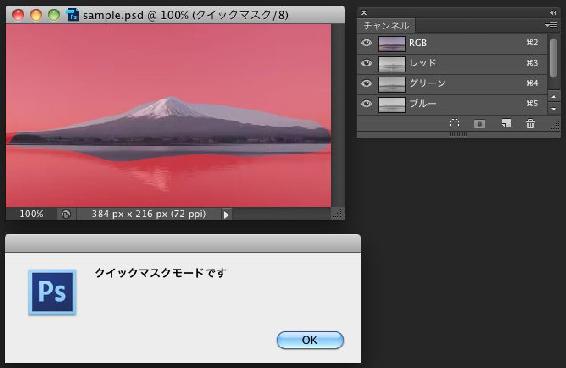 sample.psd @ 100% (クイックマスク/8)
100%
384 px x 216 px (72 ppi)
チャンネル
RGB ⌘2
レッド ⌘3
グリーン ⌘4
ブルー ⌘5
Ps
クイックマスクモードです
OK